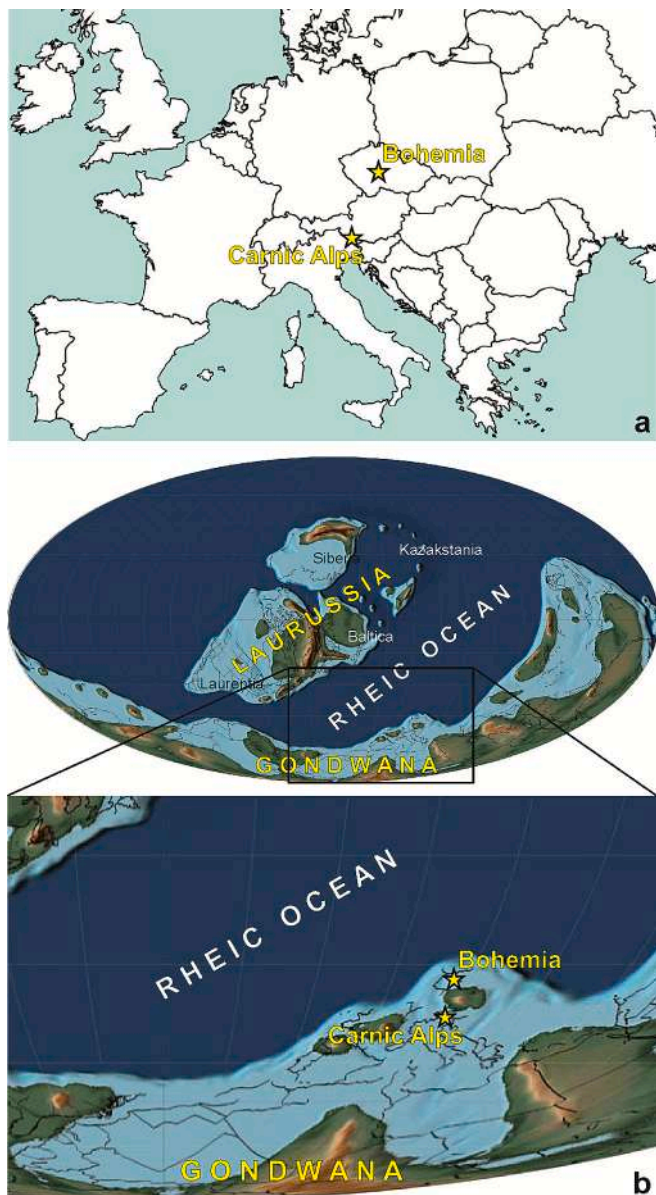 Bohemia
Carnic Alps
a
Siberia
Kazakstania
LAURUSSIA
Baltica
Laurentia
RHEIC OCEAN
GONDWANA
RHEIC OCEAN
Bohemia
Carnic Alps
GONDWANA
b